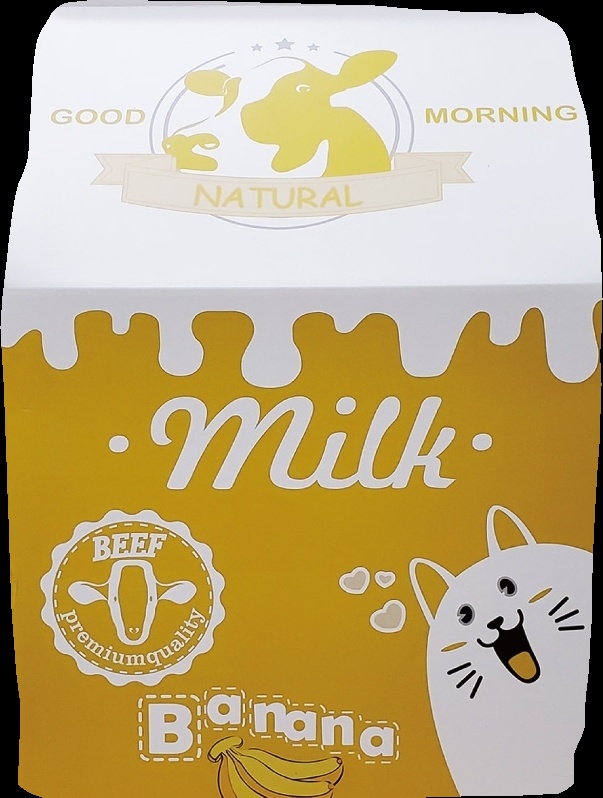 GOOD MORNING
NATURAL
Milk
BEEF
premiumquality
Banana